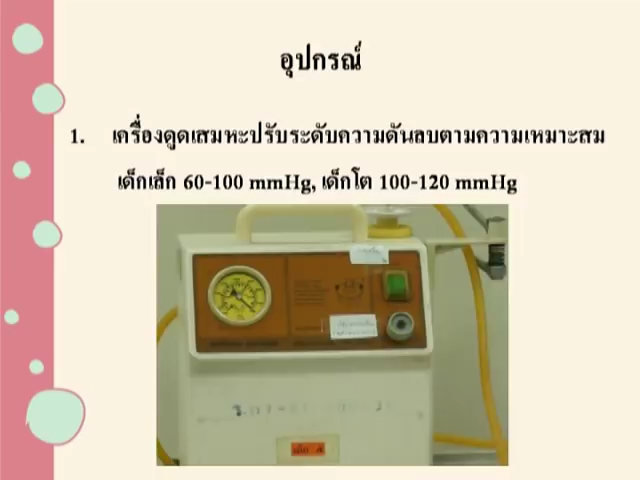 อุปกรณ์
1. เครื่องดูดเสมหะปรับระดับความดันลบตามความเหมาะสม
เด็กเล็ก 60-100 mmHg, เด็กโต 100-120 mmHg